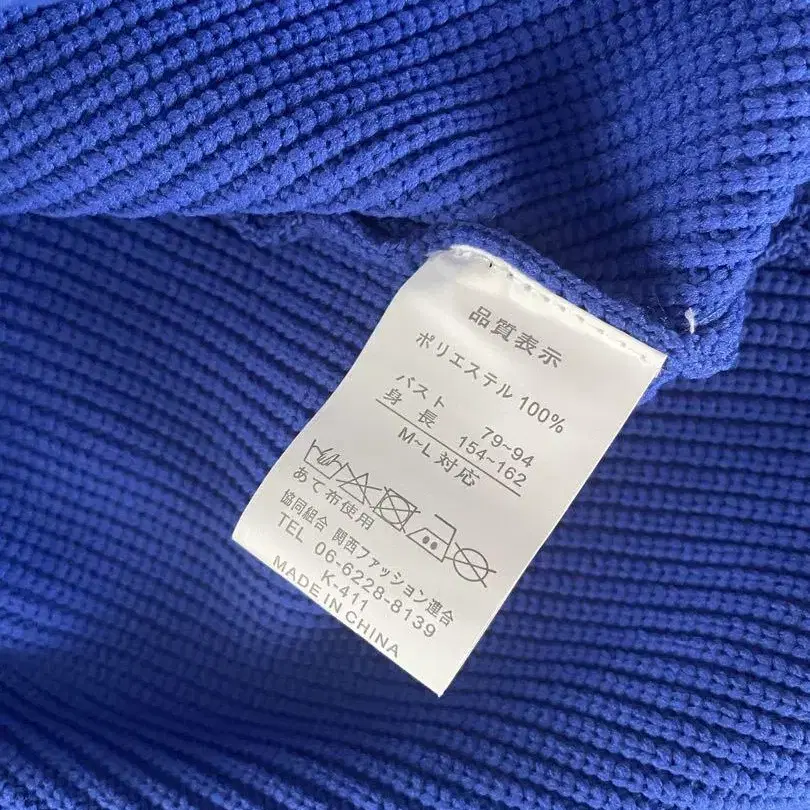 品質表示
ポリエステル 100%
バスト 79~94
身長 154~162
M~L対応
あて布使用
協同組合 関西ファッション連合
TEL 06-6228-8139
K-411
MADE IN CHINA